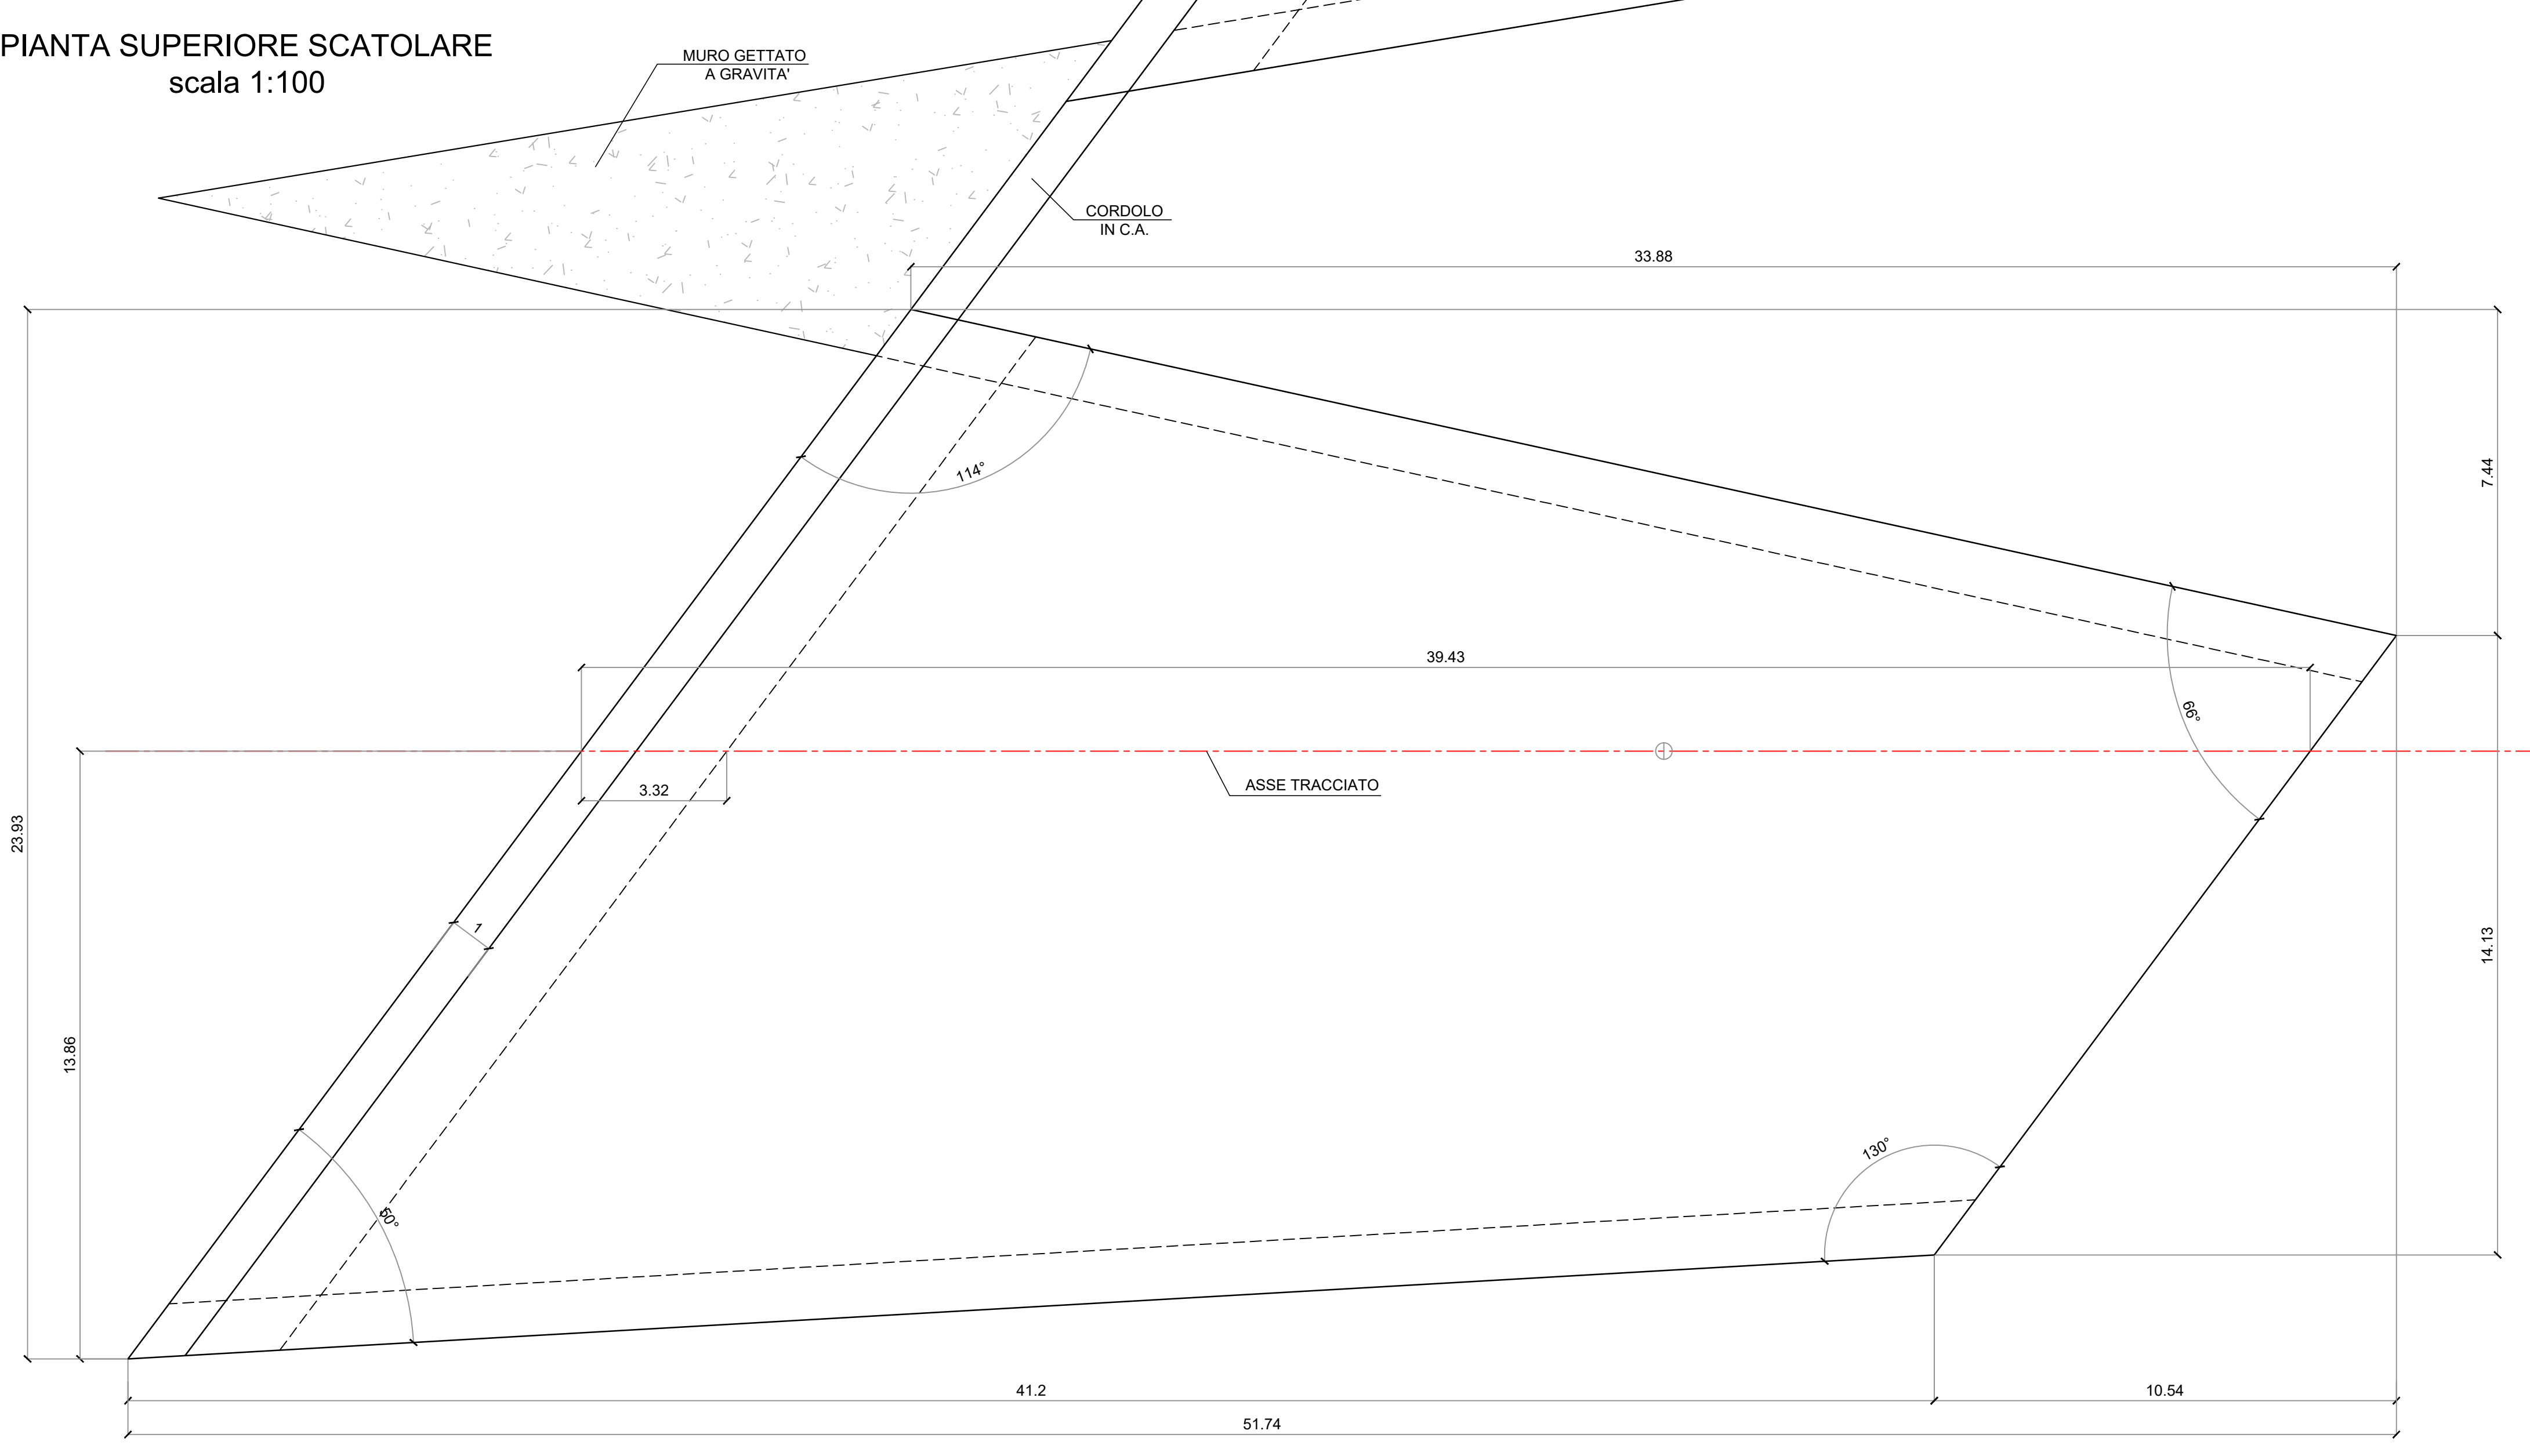 PIANTA SUPERIORE SCATOLARE
scala 1:100
MURO GETTATO
A GRAVITA'
CORDOLO
IN C.A.
33.88
7.44
114°
39.43
66°
ASSE TRACCIATO
3.32
23.93
1
14.13
13.86
130°
60°
41.2
10.54
51.74